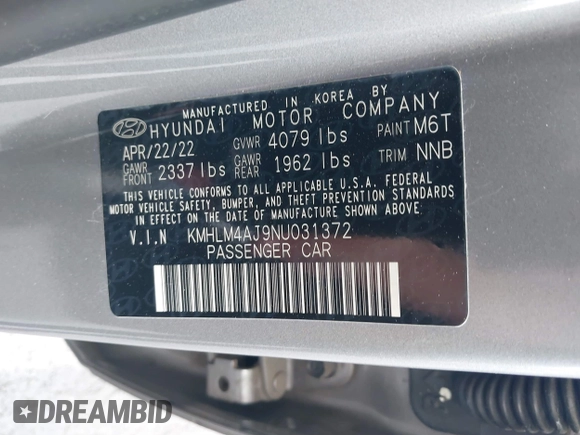 MANUFACTURED IN KOREA BY
HYUNDAI MOTOR COMPANY
APR/22/22 GVWR 4079 lbs PAINT M6T
GAWR FRONT 2337 lbs GAWR REAR 1962 lbs TRIM NNB
THIS VEHICLE CONFORMS TO ALL APPLICABLE U.S.A. FEDERAL
MOTOR VEHICLE SAFETY, BUMPER, AND THEFT PREVENTION STANDARDS
IN EFFECT ON THE DATE OF MANUFACTURE SHOWN ABOVE.
V.I.N KMHLM4AJ9NU031372
PASSENGER CAR
DREAMBID